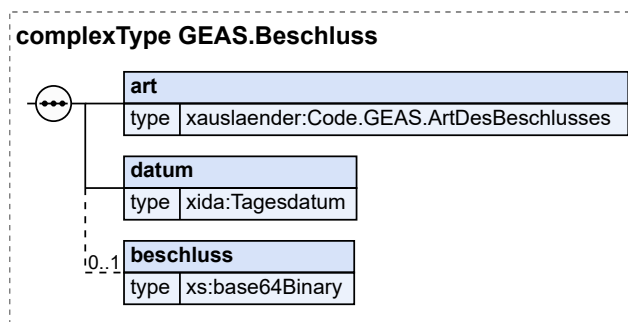 complexType GEAS.Beschluss
art
type xauslaender:Code.GEAS.ArtDesBeschlusses
datum
type xida:Tagesdatum
0..1
beschluss
type xs:base64Binary